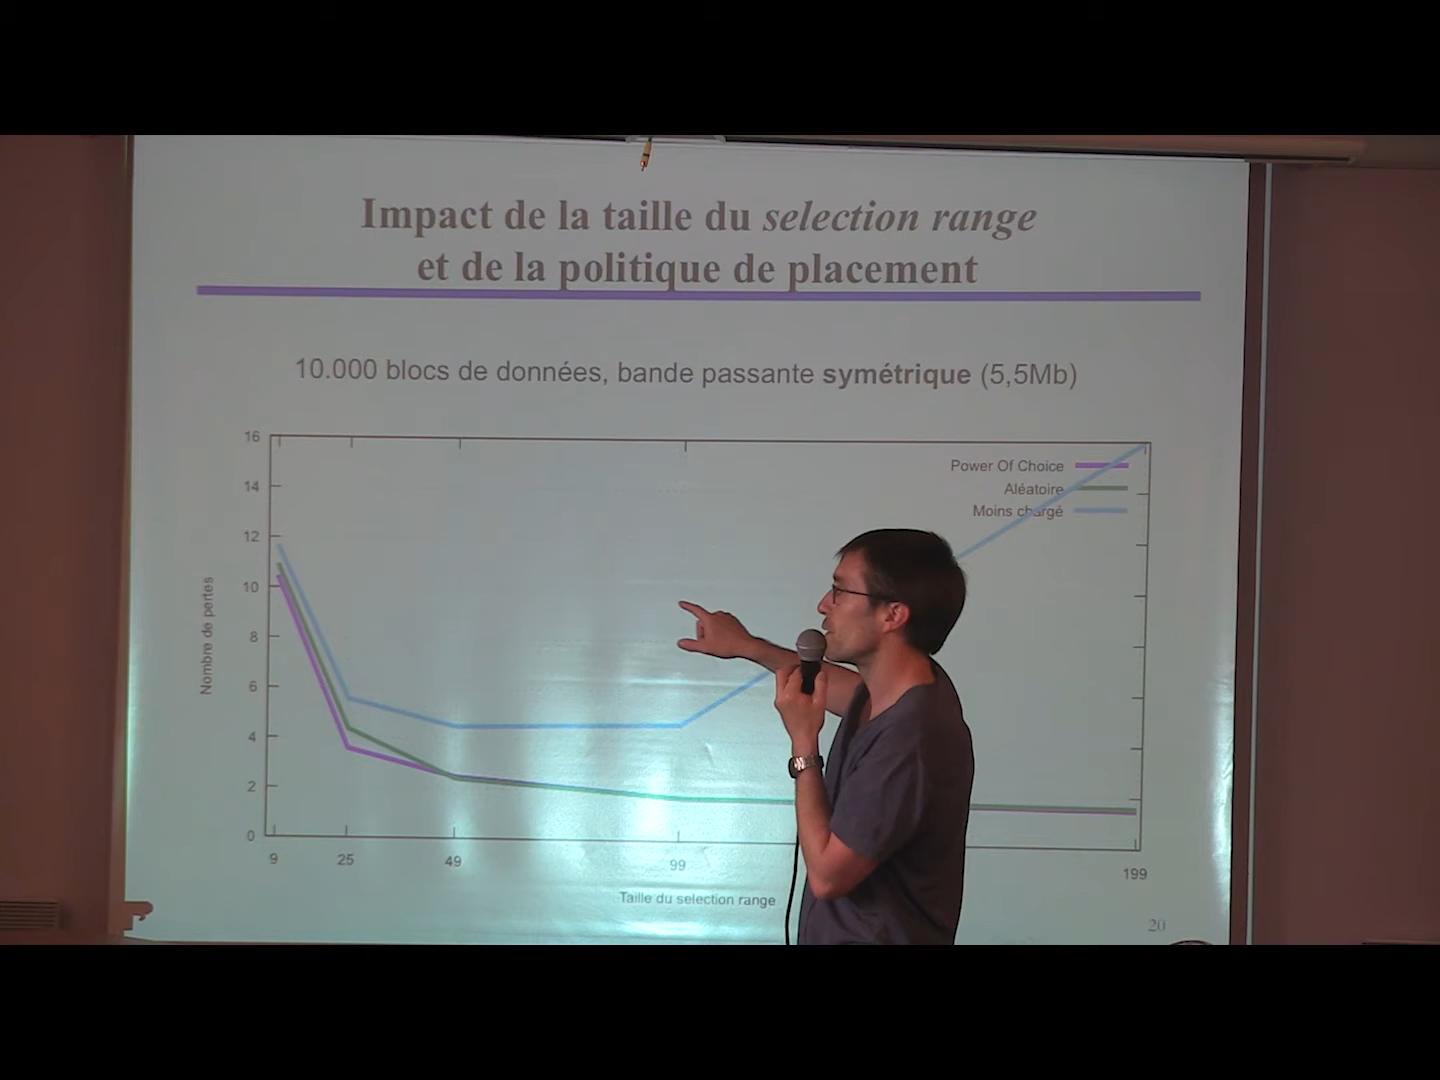 Impact de la taille du selection range
et de la politique de placement
10.000 blocs de données, bande passante symétrique (5,5Mb)
16
14
12
10
8
6
4
2
0
Nombre de pertes
Power Of Choice
Aléatoire
Moins chargé
9 25 49 99 199
Taille du selection range
20